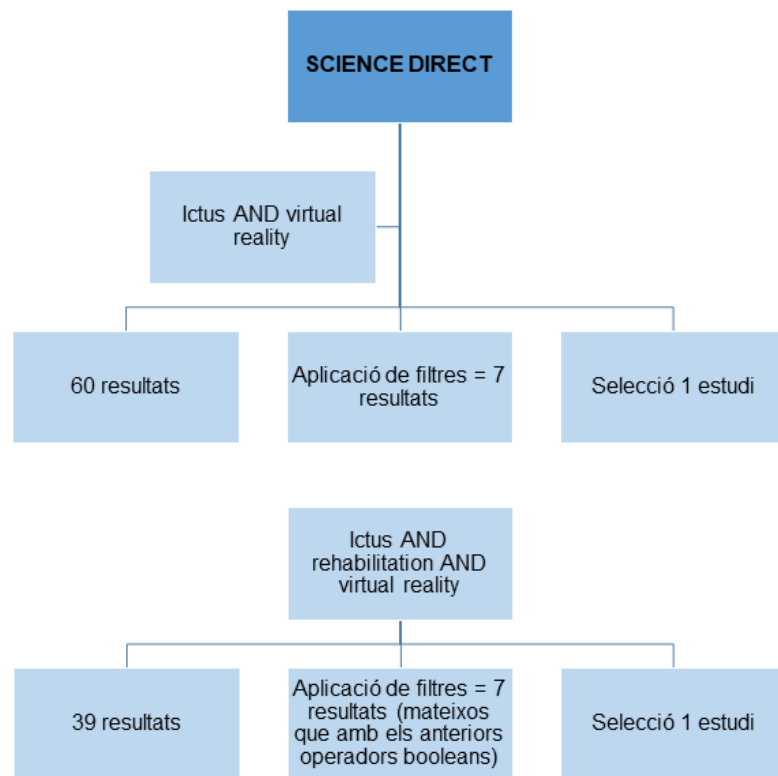 SCIENCE DIRECT
Ictus AND virtual
reality
60 resultats
Aplicació de filtres = 7
resultats
Selecció 1 estudi
Ictus AND
rehabilitation AND
virtual reality
39 resultats
Aplicació de filtres = 7
resultats (mateixos
que amb els anteriors
operadors booleans)
Selecció 1 estudi